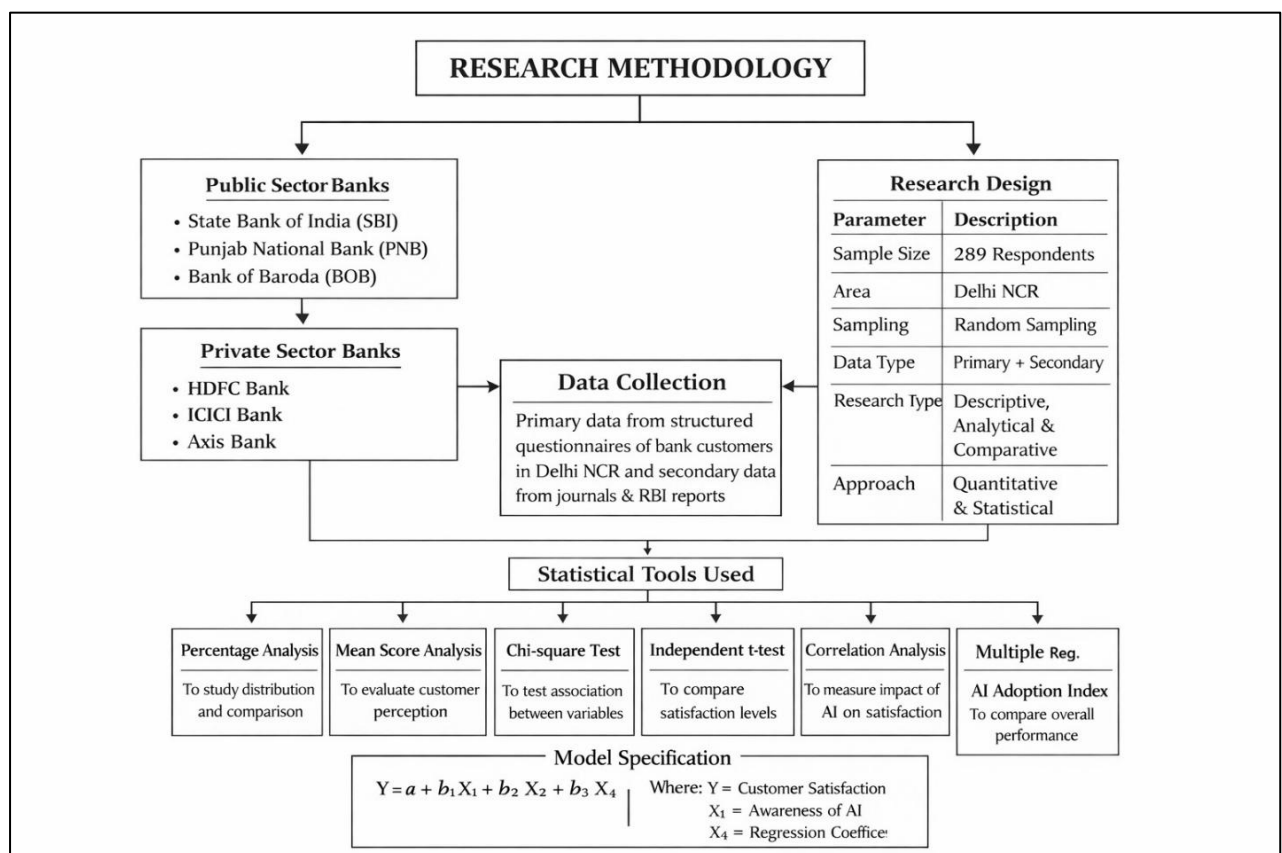 RESEARCH METHODOLOGY
Public Sector Banks
• State Bank of India (SBI)
• Punjab National Bank (PNB)
• Bank of Baroda (BOB)
Private Sector Banks
• HDFC Bank
• ICICI Bank
• Axis Bank
Data Collection
Primary data from structured
questionnaires of bank customers
in Delhi NCR and secondary data
from journals & RBI reports
Research Design
Parameter Description
Sample Size 289 Respondents
Area Delhi NCR
Sampling Random Sampling
Data Type Primary + Secondary
Research Type Descriptive,
Analytical &
Comparative
Approach Quantitative
& Statistical
Statistical Tools Used
Percentage Analysis
To study distribution
and comparison
Mean Score Analysis
To evaluate customer
perception
Chi-square Test
To test association
between variables
Independent t-test
To compare
satisfaction levels
Correlation Analysis
To measure impact of
AI on satisfaction
Multiple Reg.
AI Adoption Index
To compare overall
performance
Model Specification
Y = a + b₁ X₁ + b₂ X₂ + b₃ X₄
Where: Y = Customer Satisfaction
X₁ = Awareness of AI
X₄ = Regression Coeffices